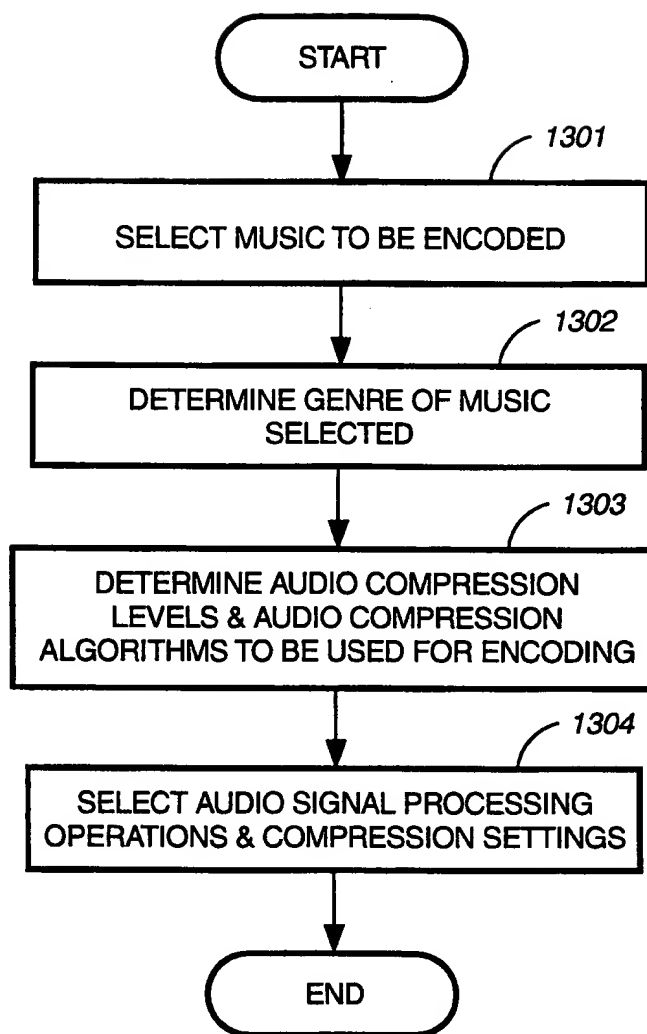 START
1301
SELECT MUSIC TO BE ENCODED
1302
DETERMINE GENRE OF MUSIC
SELECTED
1303
DETERMINE AUDIO COMPRESSION
LEVELS & AUDIO COMPRESSION
ALGORITHMS TO BE USED FOR ENCODING
1304
SELECT AUDIO SIGNAL PROCESSING
OPERATIONS & COMPRESSION SETTINGS
END